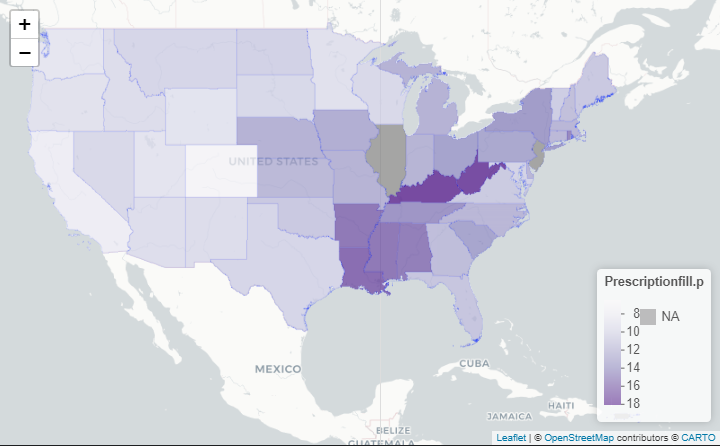 +
−
UNITED STATES
MEXICO
CUBA
HAITI
JAMAICA
BELIZE
GUATEMALA
Prescriptionfill.p
8
10
12
14
16
18
NA
Leaflet | © OpenStreetMap contributors © CARTO